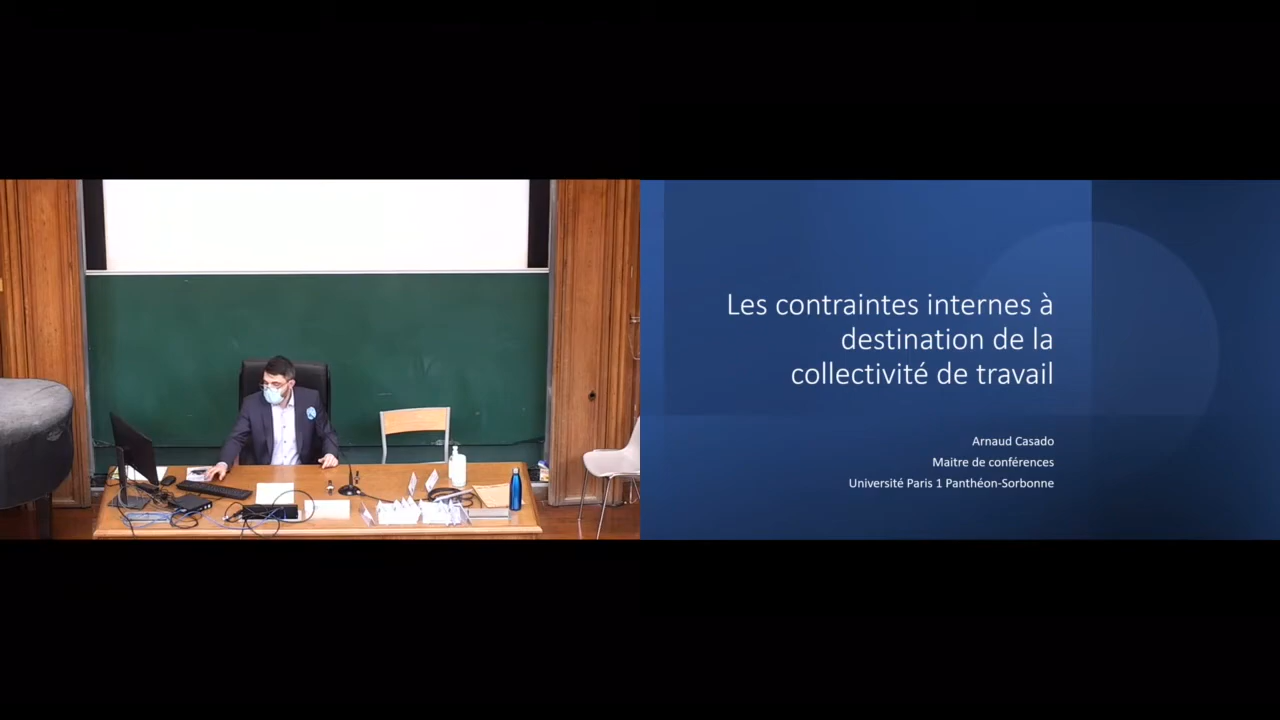 Les contraintes internes à
destination de la
collectivité de travail
Arnaud Casado
Maitre de conférences
Université Paris 1 Panthéon-Sorbonne